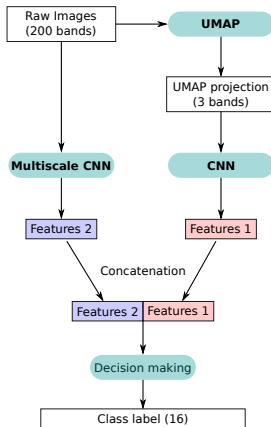 Raw Images
(200 bands)
UMAP
UMAP projection
(3 bands)
Multiscale CNN
CNN
Features 2
Features 1
Concatenation
Features 2
Features 1
Decision making
Class label (16)